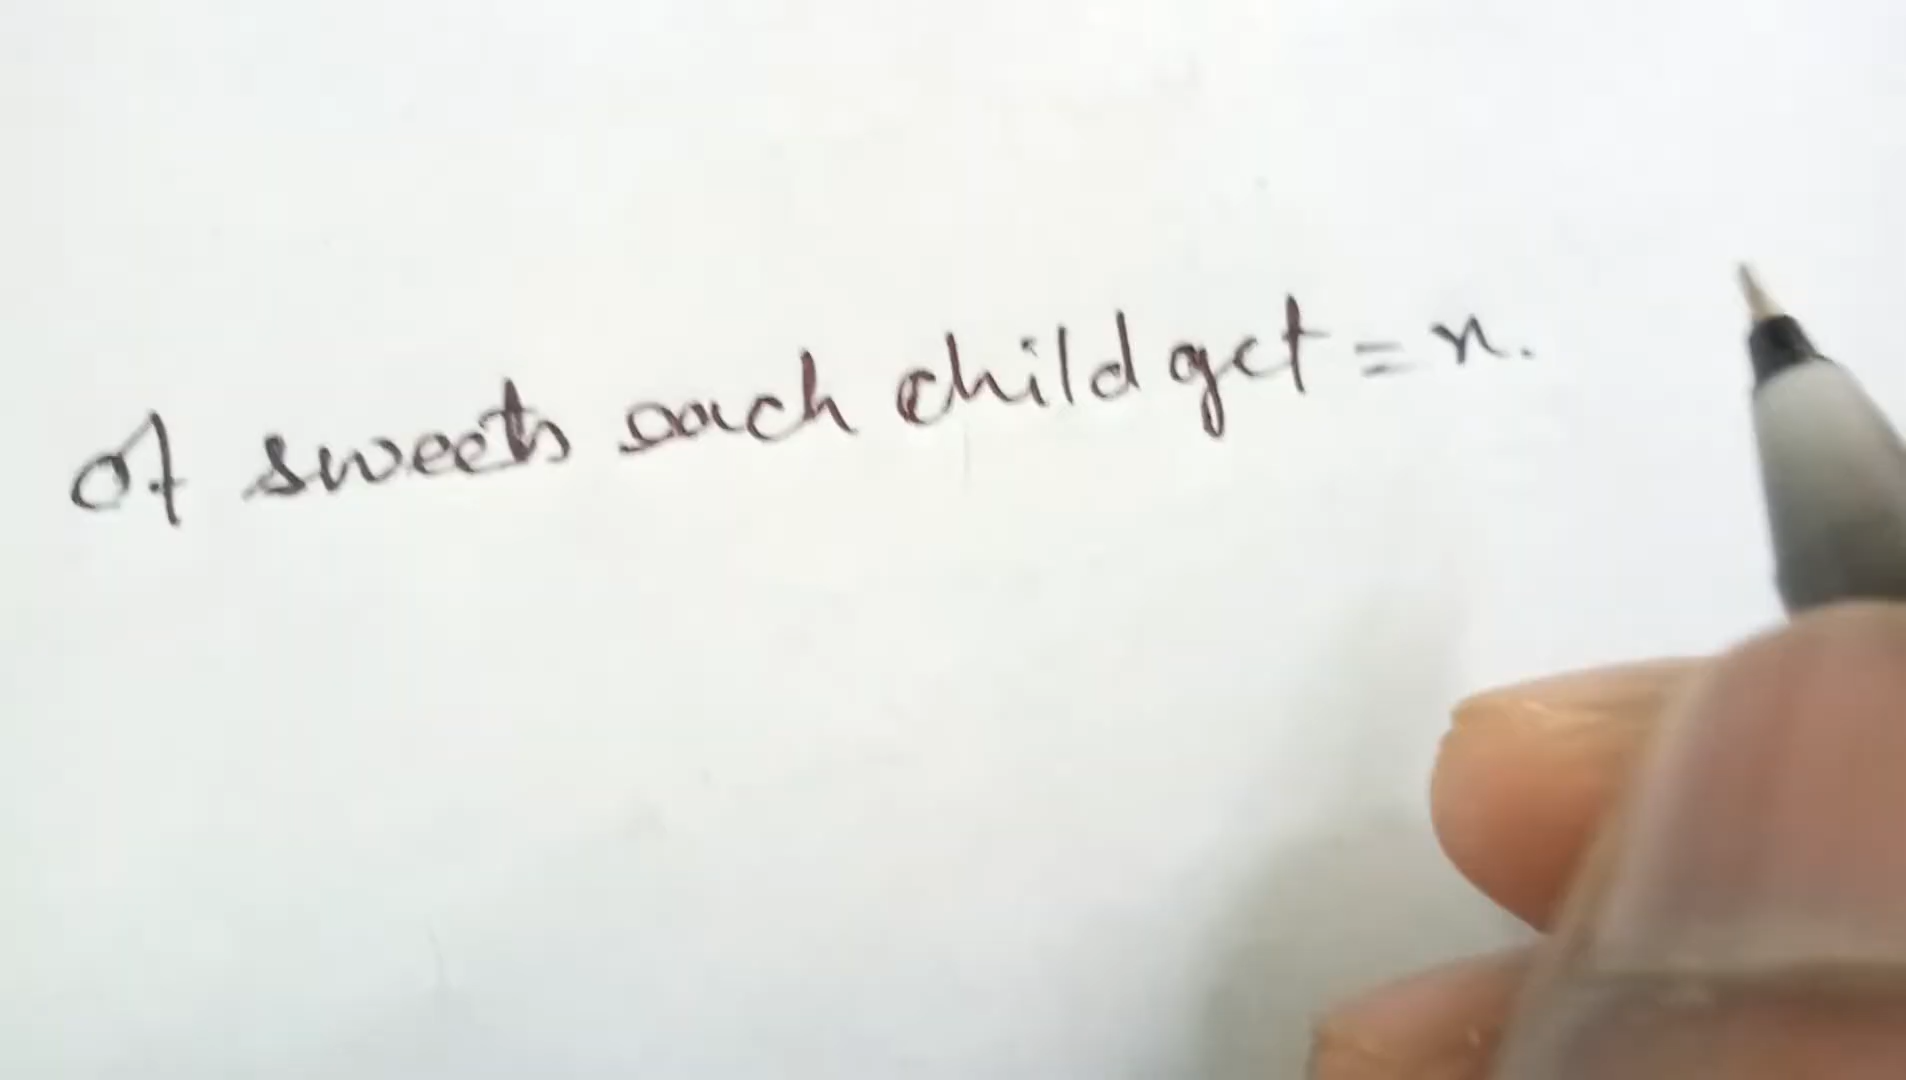 of sweets each child get = x.